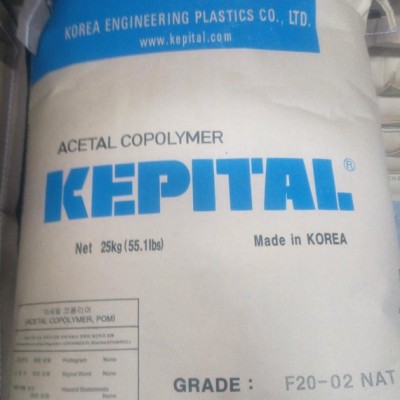 KOREA ENGINEERING PLASTICS CO., LTD.
www.kepital.com
ACETAL COPOLYMER
KEPITAL®
Net 25kg(55.1lbs)
Made in KOREA
(ACETAL COPOLYMER, POM)
Pictogram None
Signal Word None
Hazard Statements None
GRADE : F20-02 NAT